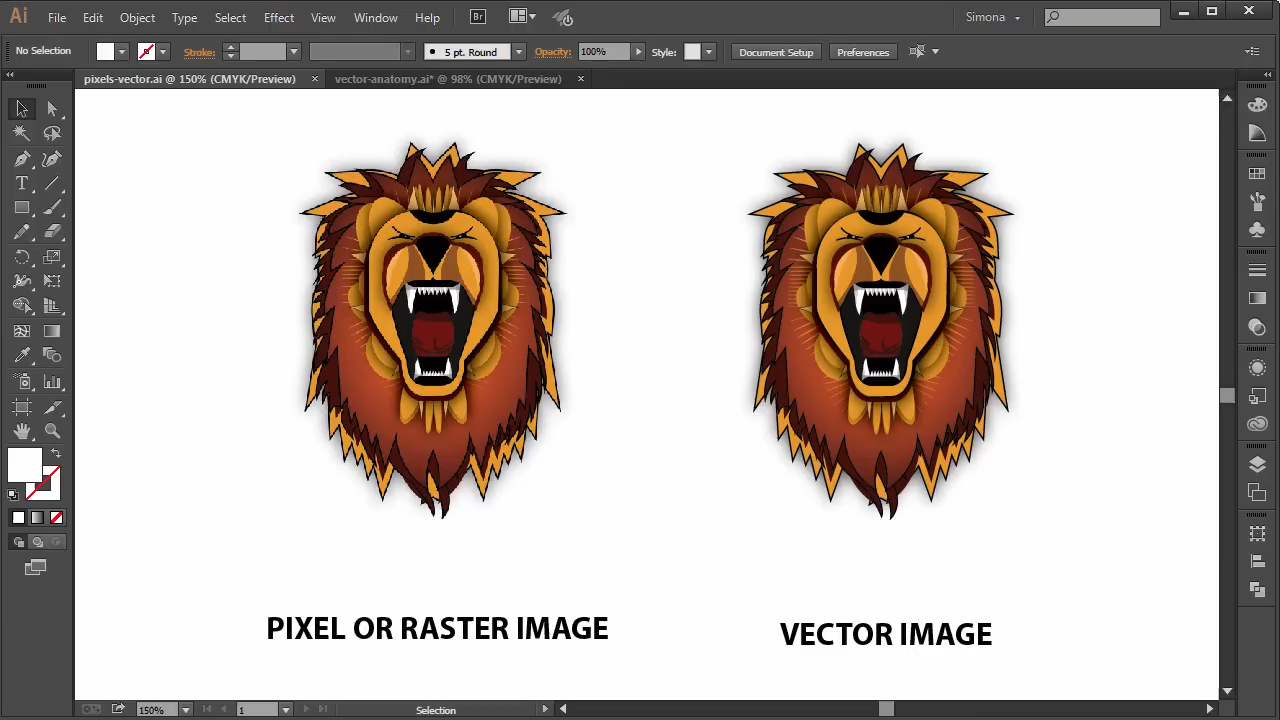 Ai File Edit Object Type Select Effect View Window Help Br Simona
No Selection Stroke: 5 pt. Round Opacity: 100% Style: Document Setup Preferences
pixels-vector.ai @ 150% (CMYK/Preview) × vector-anatomy.ai* @ 98% (CMYK/Preview) ×
T
PIXEL OR RASTER IMAGE
VECTOR IMAGE
150% 1 Selection